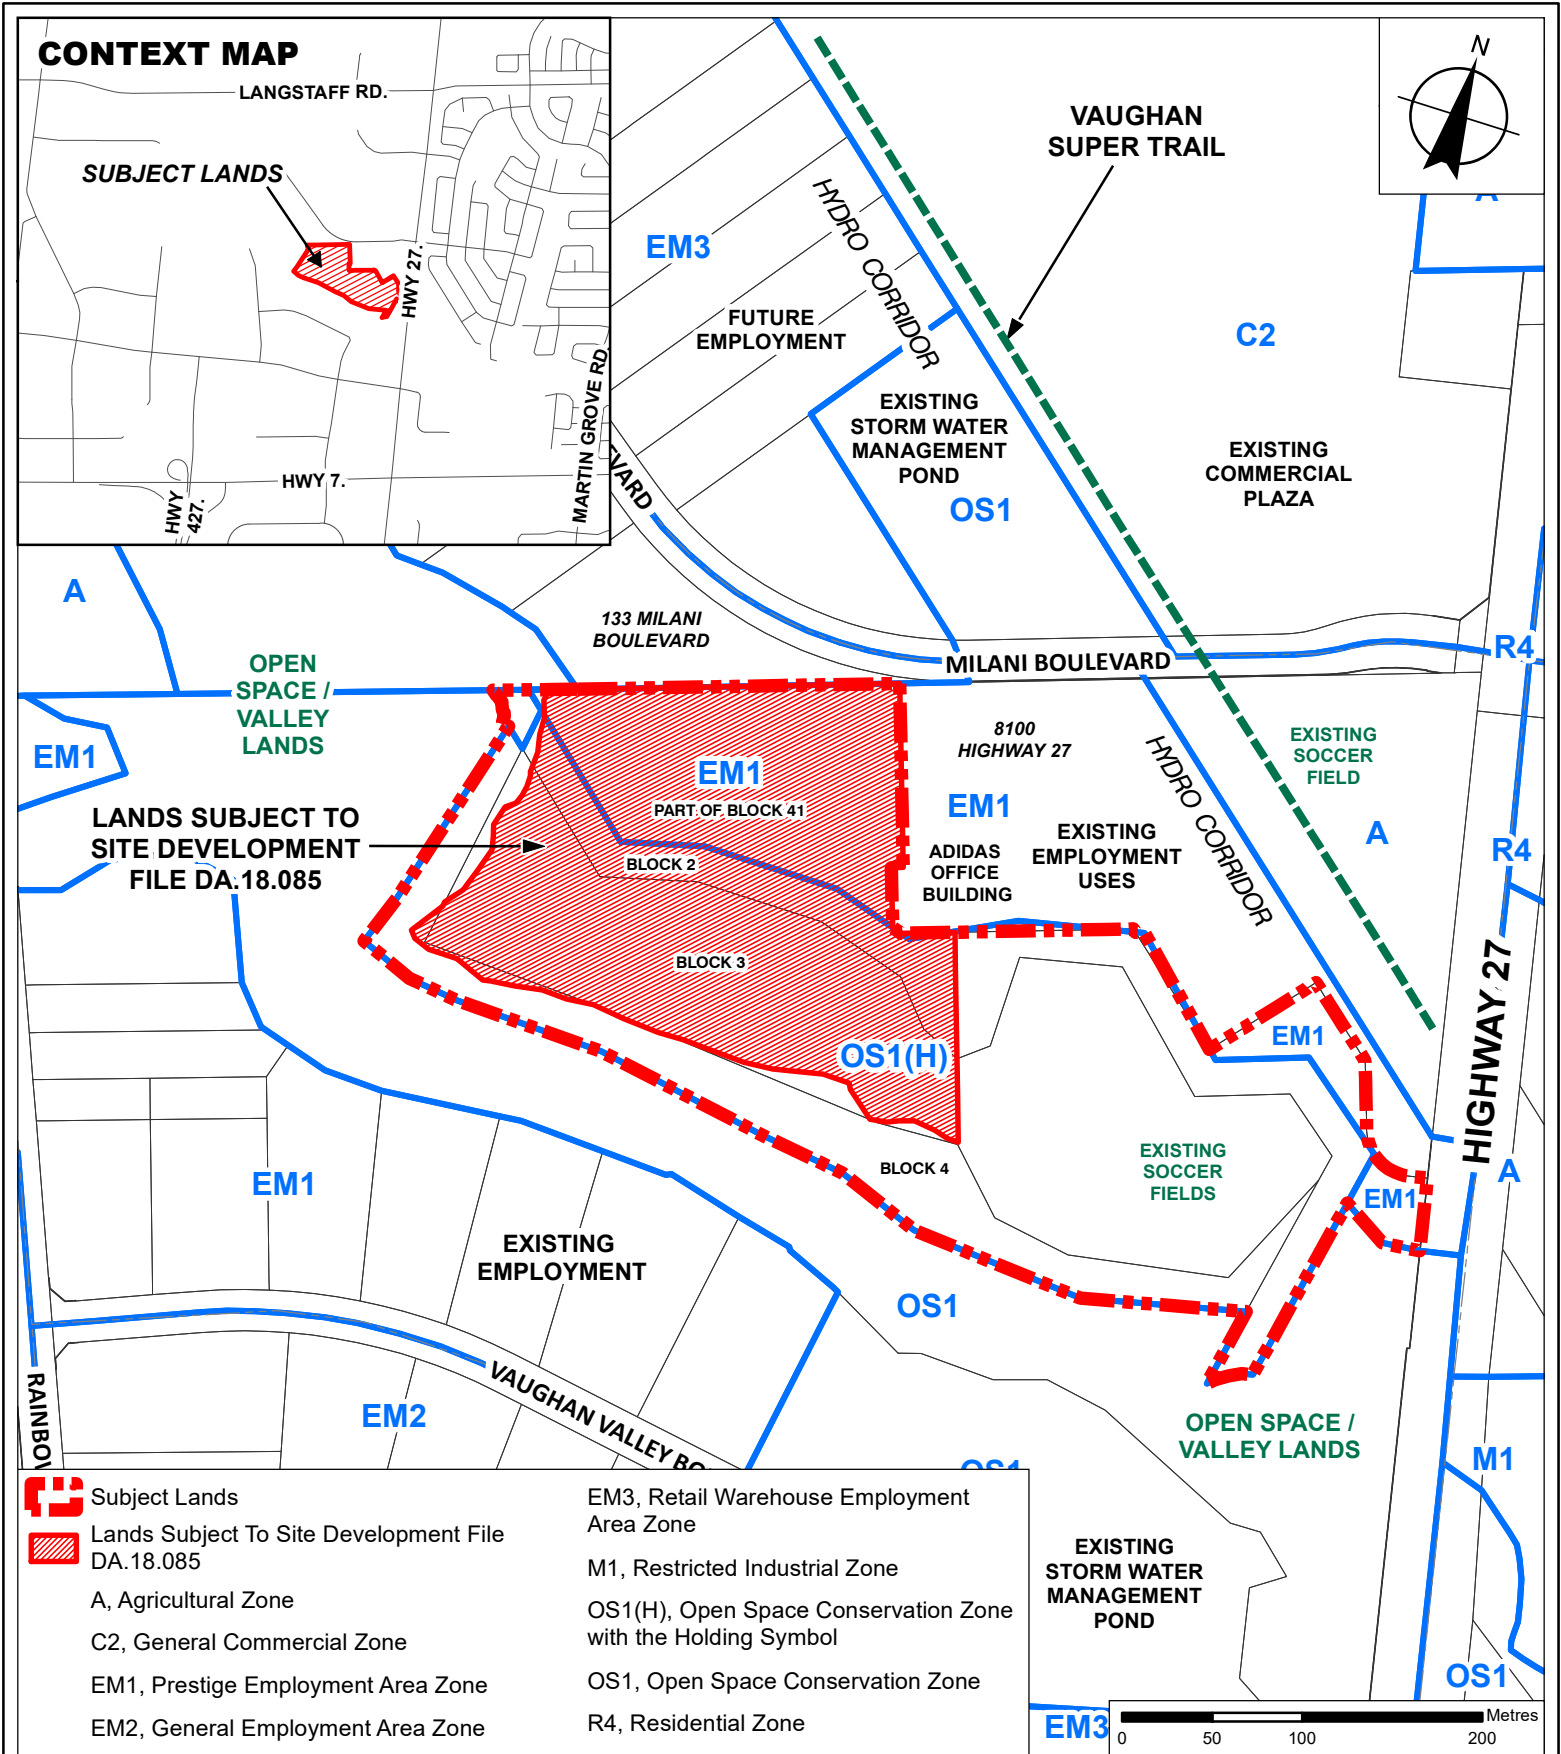 CONTEXT MAP
LANGSTAFF RD.
SUBJECT LANDS
HWY 27.
MARTIN GROVE RD.
HWY 7.
HWY
427.
N
VAUGHAN
SUPER TRAIL
A
EM3
HYDRO CORRIDOR
FUTURE
EMPLOYMENT
C2
EXISTING
STORM WATER
MANAGEMENT
POND
EXISTING
COMMERCIAL
PLAZA
OS1
EVARD
A
133 MILANI
BOULEVARD
MILANI BOULEVARD
R4
OPEN
SPACE /
VALLEY
LANDS
EM1
8100
HIGHWAY 27
EXISTING
SOCCER
FIELD
EM1
PART OF BLOCK 41
EM1
HYDRO CORRIDOR
A
R4
LANDS SUBJECT TO
SITE DEVELOPMENT
FILE DA.18.085
BLOCK 2
ADIDAS
OFFICE
BUILDING
EXISTING
EMPLOYMENT
USES
BLOCK 3
HIGHWAY 27
OS1(H)
EM1
BLOCK 4
EXISTING
SOCCER
FIELDS
A
EM1
EM1
EXISTING
EMPLOYMENT
OS1
RAINBOW
EM2
VAUGHAN VALLEY BO
OPEN SPACE /
VALLEY LANDS
OS1
M1
EXISTING
STORM WATER
MANAGEMENT
POND
OS1
EM3
Subject Lands
Lands Subject To Site Development File
DA.18.085
A, Agricultural Zone
C2, General Commercial Zone
EM1, Prestige Employment Area Zone
EM2, General Employment Area Zone
EM3, Retail Warehouse Employment
Area Zone
M1, Restricted Industrial Zone
OS1(H), Open Space Conservation Zone
with the Holding Symbol
OS1, Open Space Conservation Zone
R4, Residential Zone
Metres
0 50 100 200